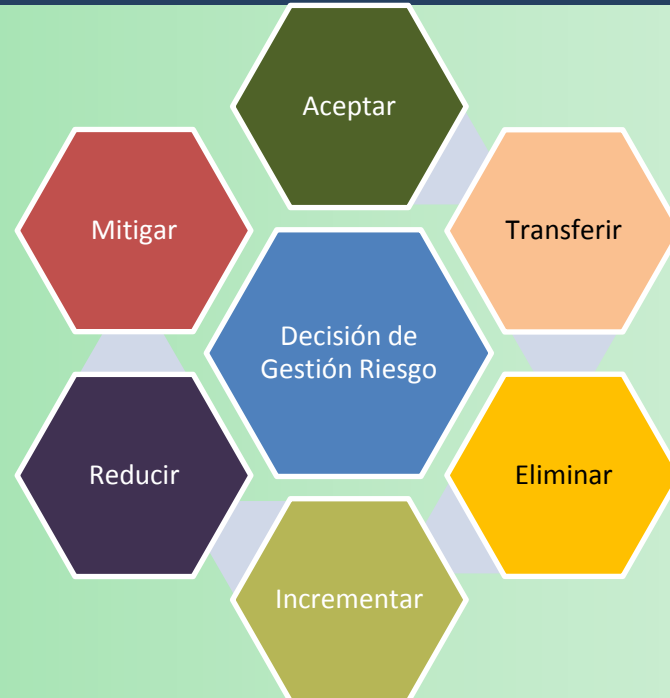 Aceptar
Mitigar
Transferir
Decisión de
Gestión Riesgo
Reducir
Eliminar
Incrementar